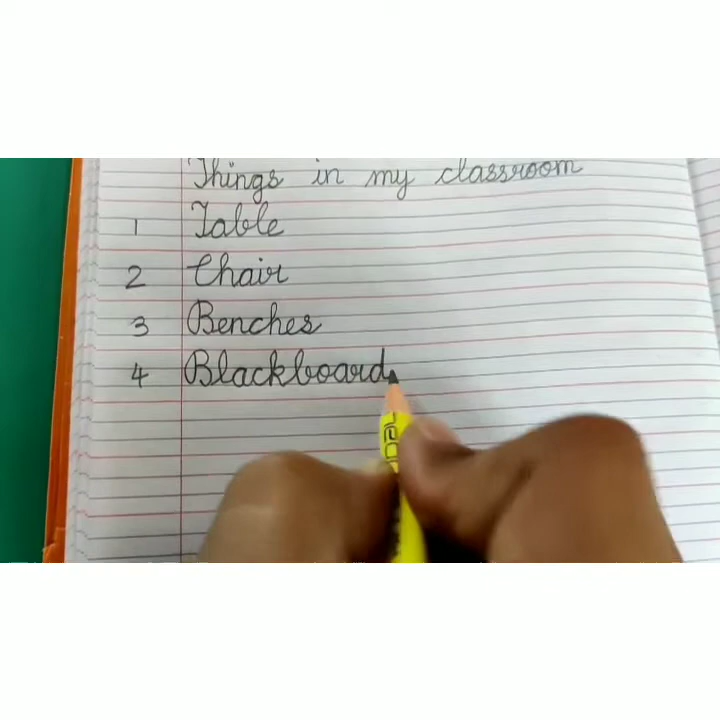 Things in my classroom
1 Table
2 Chair
3 Benches
4 Blackboard